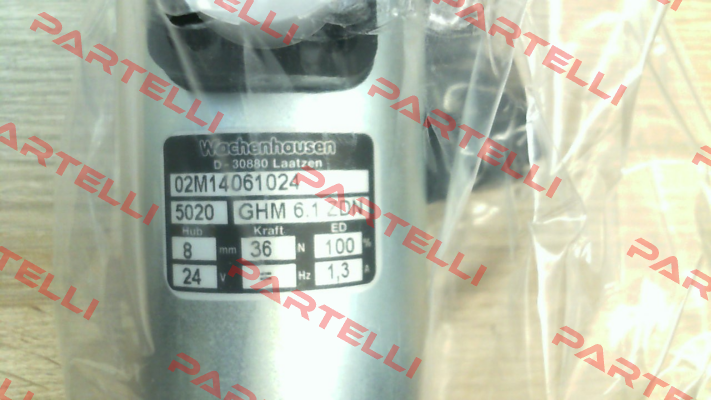 Wachenhausen
D - 30880 Laatzen
02M14061024
5020 GHM 6.1 ZDN
Hub Kraft ED
8 mm 36 N 100 %
24 V = Hz 1,3 A
PARTELLI
PARTELLI
PARTELLI
PARTELLI
PARTELLI
PARTELLI
PARTELLI
PARTELLI